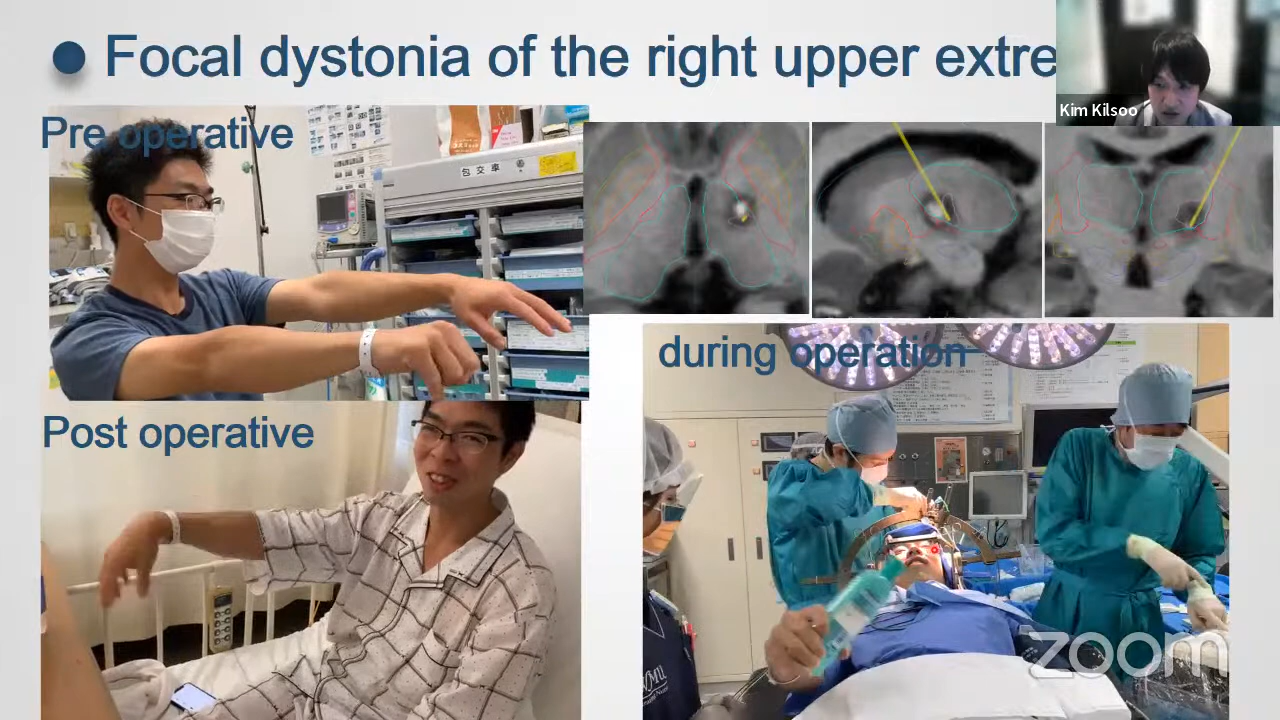 Focal dystonia of the right upper extre
Kim Kilsoo
Pre operative
包交車
during operation
Post operative
zoom